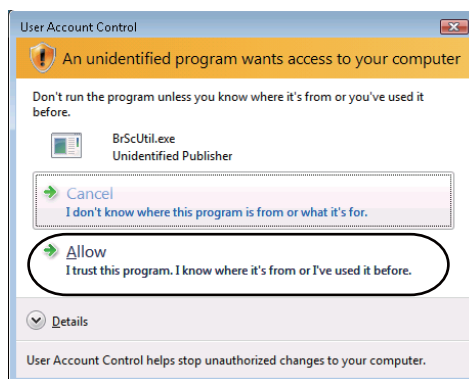 User Account Control
An unidentified program wants access to your computer
Don't run the program unless you know where it's from or you've used it
before.
BrScUtil.exe
Unidentified Publisher
Cancel
I don't know where this program is from or what it's for.
Allow
I trust this program. I know where it's from or I've used it before.
Details
User Account Control helps stop unauthorized changes to your computer.